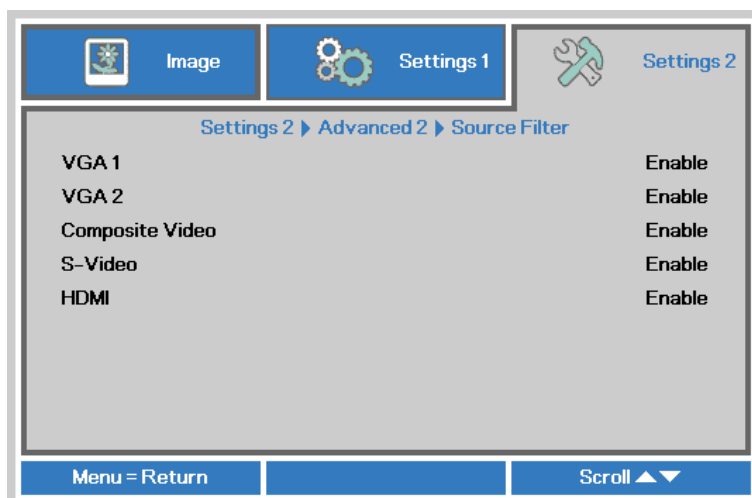 Image Settings 1 Settings 2
Settings 2 ▶ Advanced 2 ▶ Source Filter
VGA 1 Enable
VGA 2 Enable
Composite Video Enable
S-Video Enable
HDMI Enable
Menu = Return Scroll ▲▼